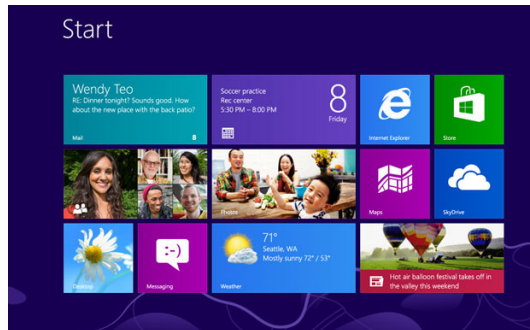 Start
Wendy Teo
RE: Dinner tonight? Sounds good. How
about the new place with the back patio?
Mail
8
Soccer practice
Rec center
5:30 PM – 8:00 PM
8
Friday
Internet Explorer
Store
Photos
Maps
SkyDrive
Desktop
Messaging
:-)
71°
Seattle, WA
Mostly sunny 72° / 53°
Weather
Hot air balloon festival takes off in
the valley this weekend